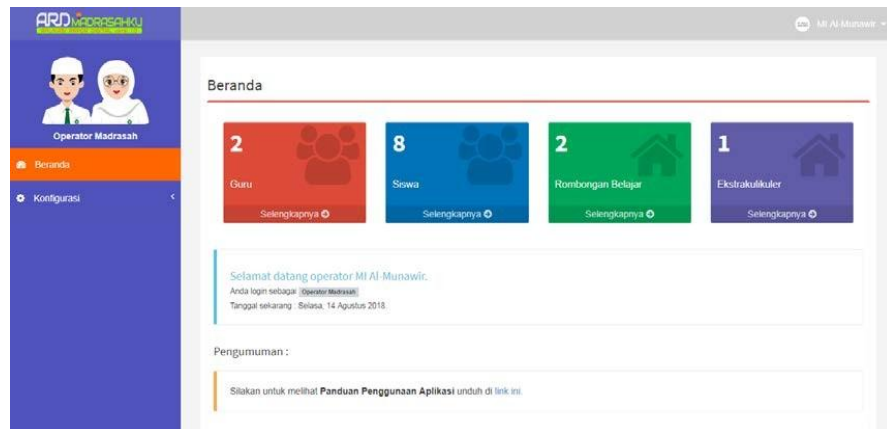 ARDMADRASAHKU
MI Al-Munawir
Operator Madrasah
Beranda
Konfigurasi
Beranda
2
Guru
Selengkapnya
8
Siswa
Selengkapnya
2
Rombongan Belajar
Selengkapnya
1
Ekstrakulikuler
Selengkapnya
Selamat datang operator MI Al-Munawir.
Anda login sebagai Operator Madrasah
Tanggal sekarang : Selasa, 14 Agustus 2018.
Pengumuman :
Silakan untuk melihat Panduan Penggunaan Aplikasi unduh di link ini.